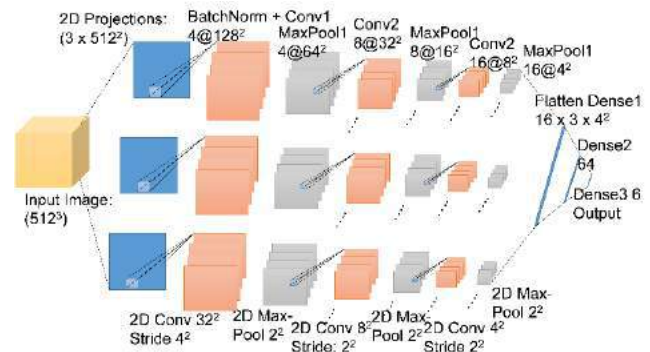 2D Projections:
(3 x 512²)
BatchNorm + Conv1
4@128²
MaxPool1
4@64²
Conv2
8@32²
MaxPool1
8@16²
Conv2
16@8²
MaxPool1
16@4²
Flatten Dense1
16 x 3 x 4²
Dense2
64
Dense3 6
Output
Input Image:
(512³)
2D Conv 32²
Stride 4²
2D Max-
Pool 2²
2D Conv 8²
Stride: 2²
2D Max-
Pool 2²
2D Conv 4²
Stride 2²
2D Max-
Pool 2²